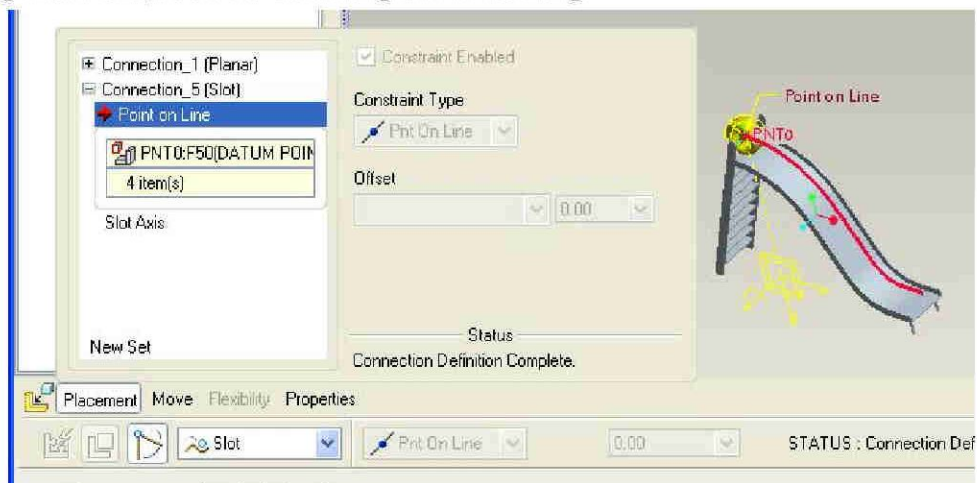 Connection_1 (Planar)
Connection_5 (Slot)
Point on Line
PNT0:F50(DATUM POIN
4 item(s)
Slot Axis
New Set
Constraint Enabled
Constraint Type
Pnt On Line
Offset
0.00
Status
Connection Definition Complete.
Point on Line
PNT0
Placement Move Flexibility Properties
Slot Pnt On Line 0.00 STATUS : Connection Def